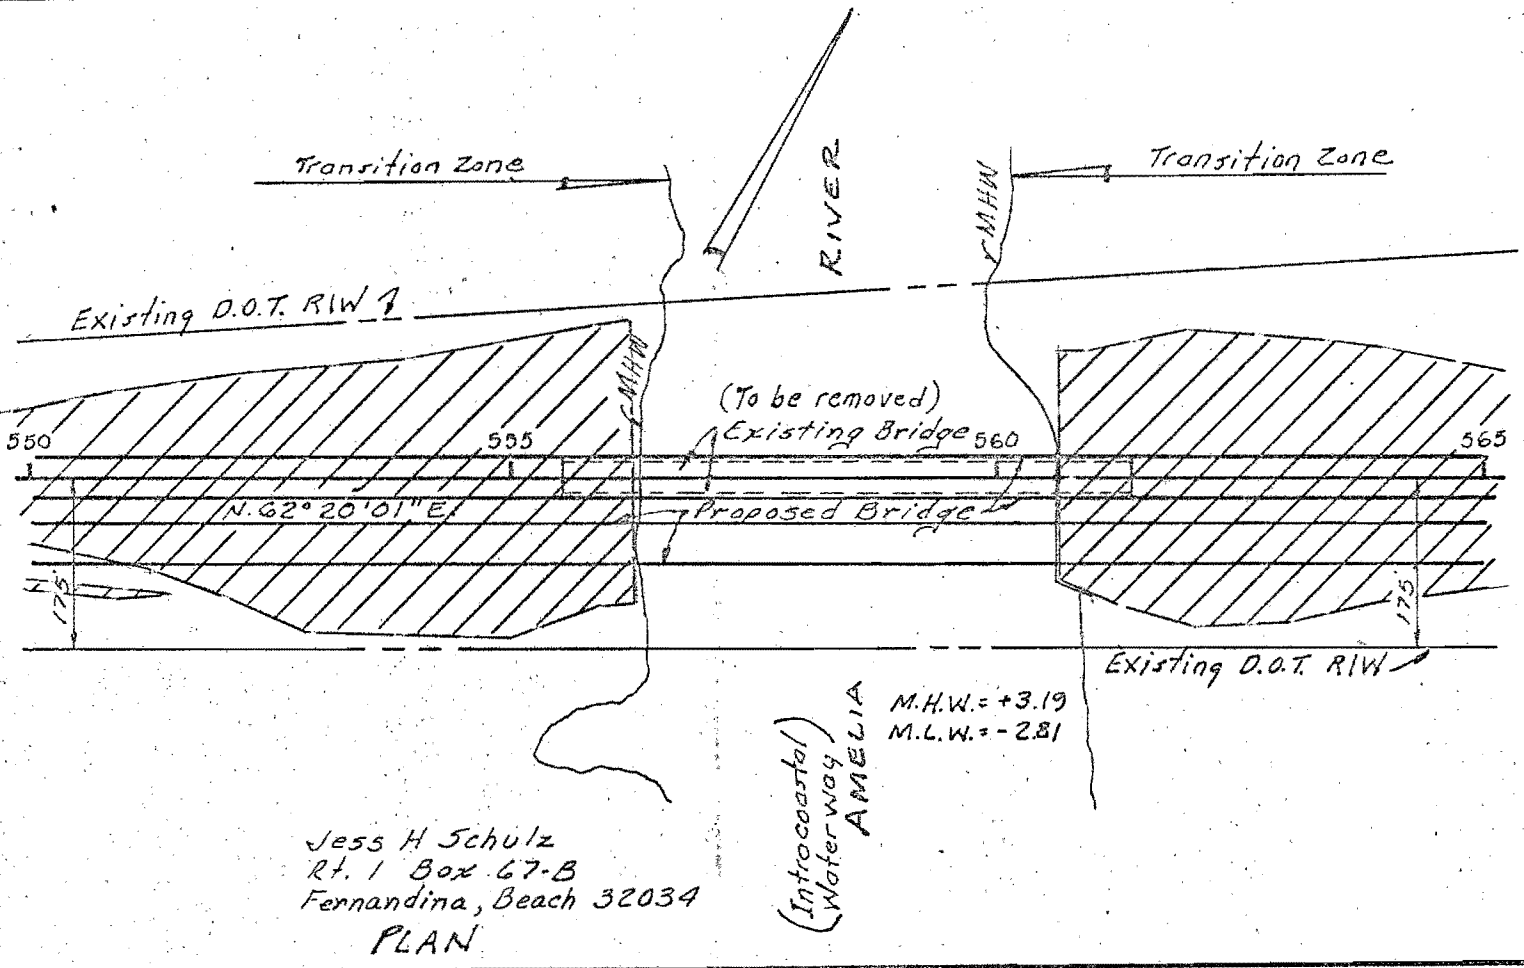 Transition Zone
RIVER
MHW
Transition Zone
Existing D.O.T. R/W
MHW
(To be removed)
Existing Bridge
550
555
560
565
N. 62° 20' 01" E.
Proposed Bridge
175'
175'
Existing D.O.T. R/W
M.H.W. = +3.19
M.L.W. = -2.81
(Introcoastal
Waterway)
AMELIA
Jess H Schulz
Rt. 1 Box 67-B
Fernandina, Beach 32034
PLAN